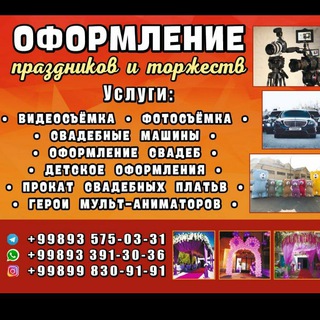 ОФОРМЛЕНИЕ
праздников и торжеств
Услуги:
• ВИДЕОСЪЁМКА • ФОТОСЪЁМКА •
• СВАДЕБНЫЕ МАШИНЫ •
• ОФОРМЛЕНИЕ СВАДЕБ •
• ДЕТСКОЕ ОФОРМЛЕНИЯ •
• ПРОКАТ СВАДЕБНЫХ ПЛАТЬВ •
• ГЕРОИ МУЛЬТ-АНИМАТОРОВ •
+99893 575-03-31
+99893 391-30-36
+99899 830-91-91